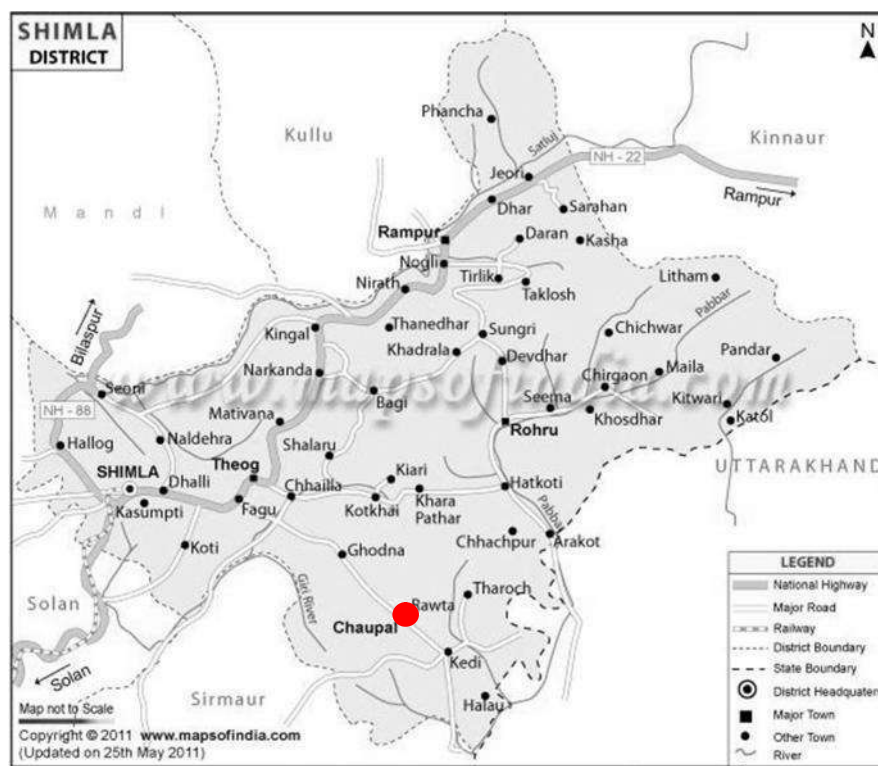 SHIMLA
DISTRICT
N
Phancha
Kullu
Kinnaur
Satluj
NH - 22
Jeori
Rampur
Dhar
Sarahan
Mandi
Rampur
Daran
Kasha
Nogli
Tirlik
Litham
Nirath
Taklosh
Pabbar
Kingal
Thanedhar
Sungri
Chichwar
Bilaspur
Khadrala
Devdhar
Pandar
Narkanda
Chirgaon
Maila
www.mapsofindia.com
Seoni
Bagi
Seema
Kitwari
NH - 88
Mativana
Khosdhar
Katol
Rohru
Hallog
Naldehra
Shalaru
UTTARAKHAND
SHIMLA
Theog
Kiari
Dhalli
Chhailla
Hatkoti
Kasumpti
Fagu
Kotkhai
Khara
Pathar
Pabbar
Koti
Chhachpur
Arakot
Ghodna
LEGEND
National Highway
Giri River
Tharoch
Major Road
Solan
Bawta
Railway
Chaupal
District Boundary
Solan
Kedi
State Boundary
Sirmaur
Halau
District Headquater
Map not to Scale
Major Town
Copyright © 2011 www.mapsofindia.com
Other Town
(Updated on 25th May 2011)
River